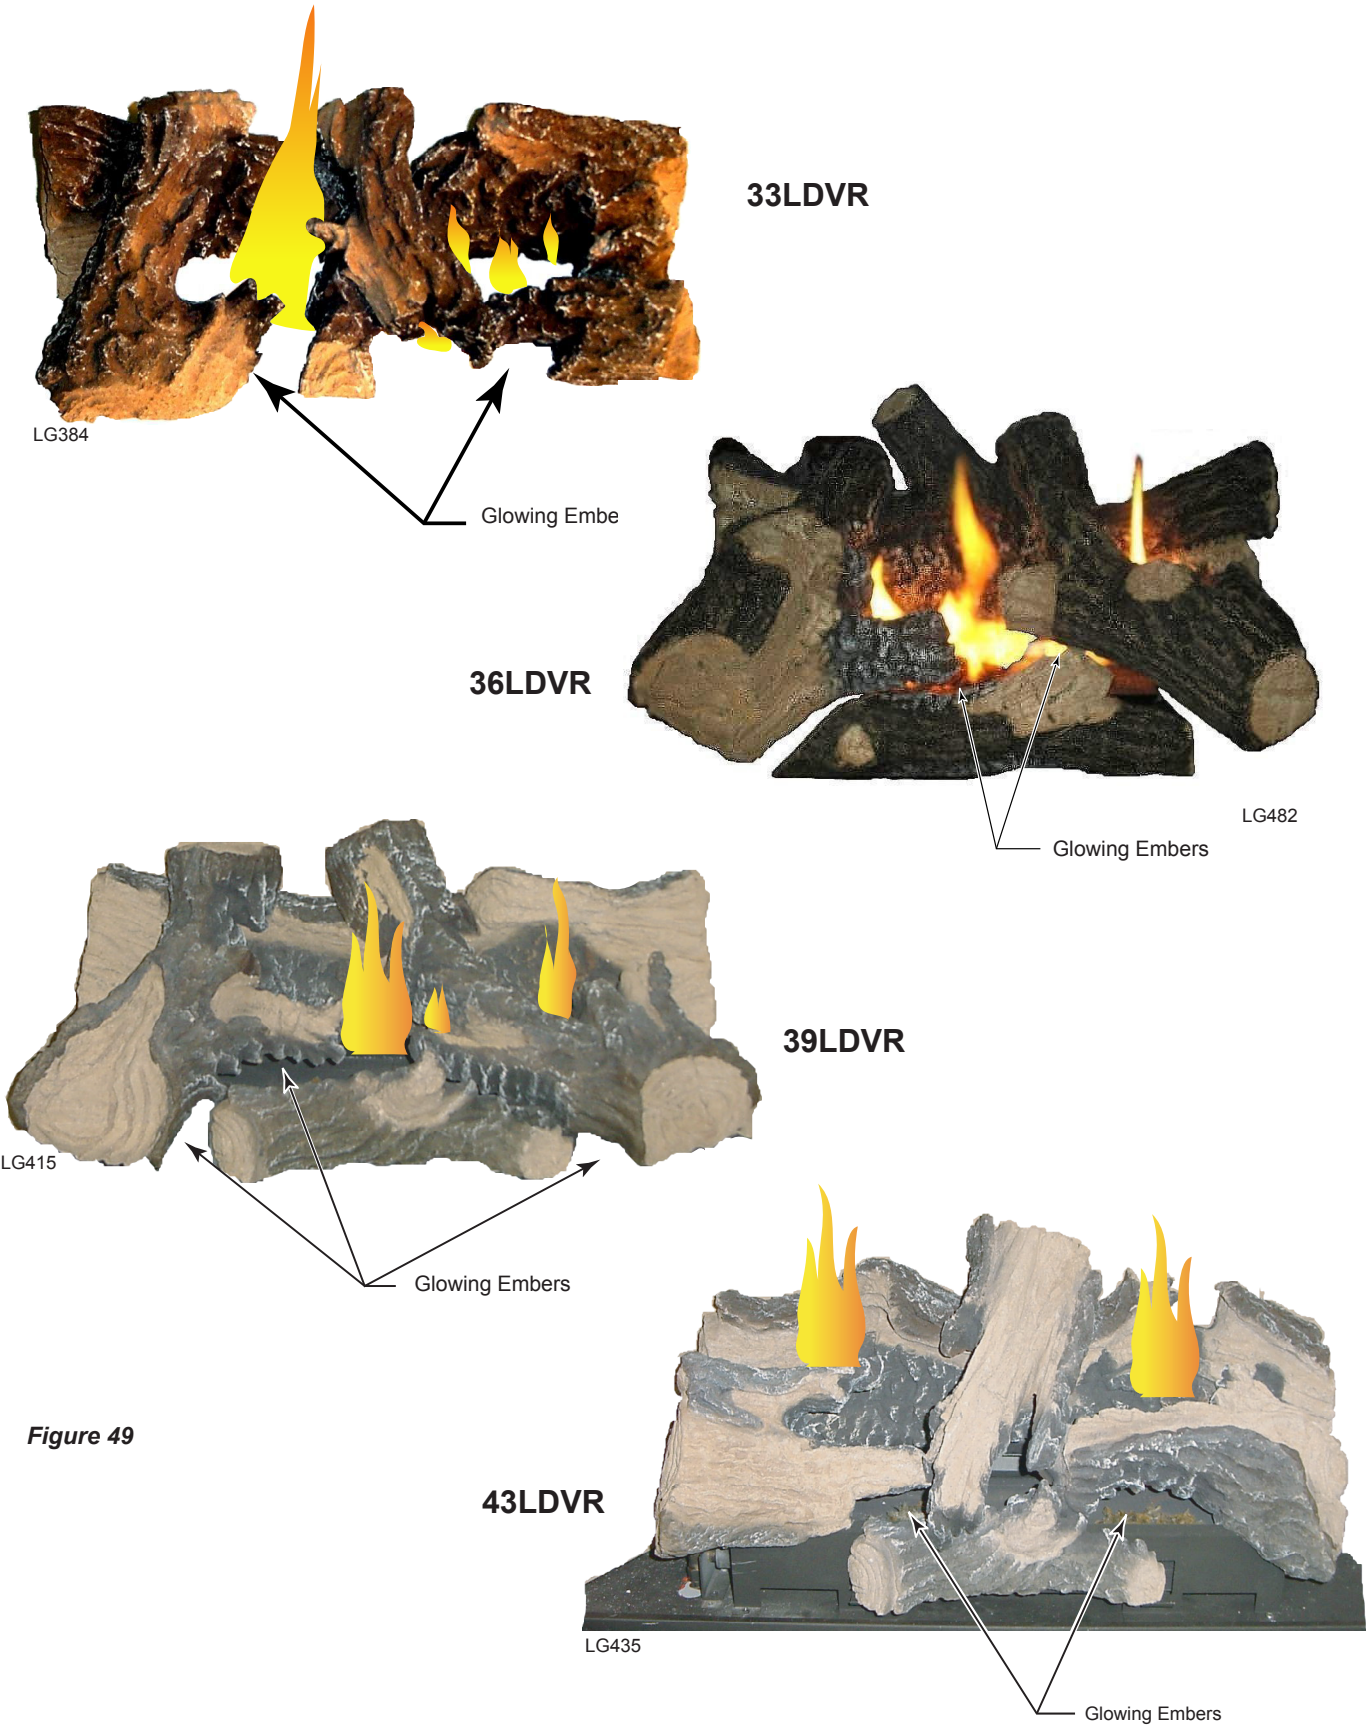 33LDVR
LG384
Glowing Embe
36LDVR
LG482
Glowing Embers
39LDVR
LG415
Glowing Embers
Figure 49
43LDVR
LG435
Glowing Embers